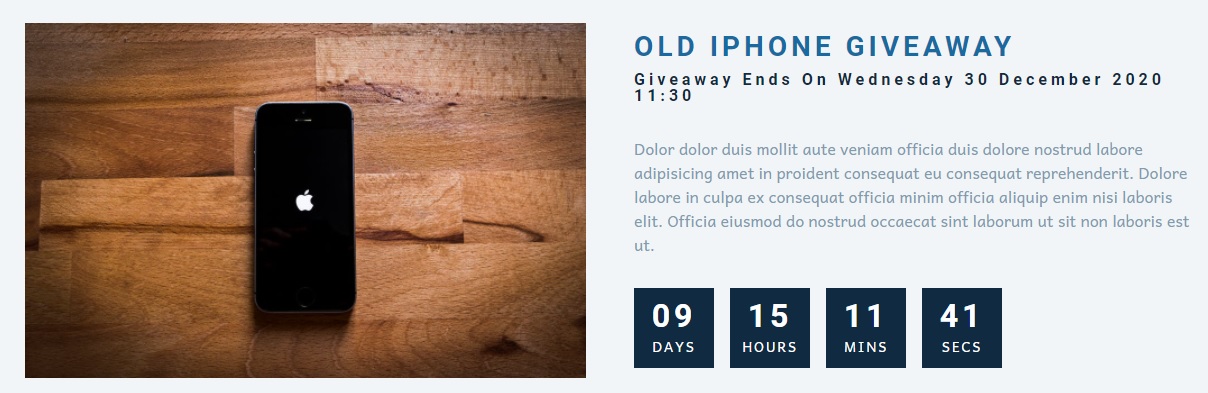 OLD IPHONE GIVEAWAY
Giveaway Ends On Wednesday 30 December 2020
11:30
Dolor dolor duis mollit aute veniam officia duis dolore nostrud labore
adipisicing amet in proident consequat eu consequat reprehenderit. Dolore
labore in culpa ex consequat officia minim officia aliquip enim nisi laboris
elit. Officia eiusmod do nostrud occaecat sint laborum ut sit non laboris est
ut.
09 15 11 41
DAYS HOURS MINS SECS